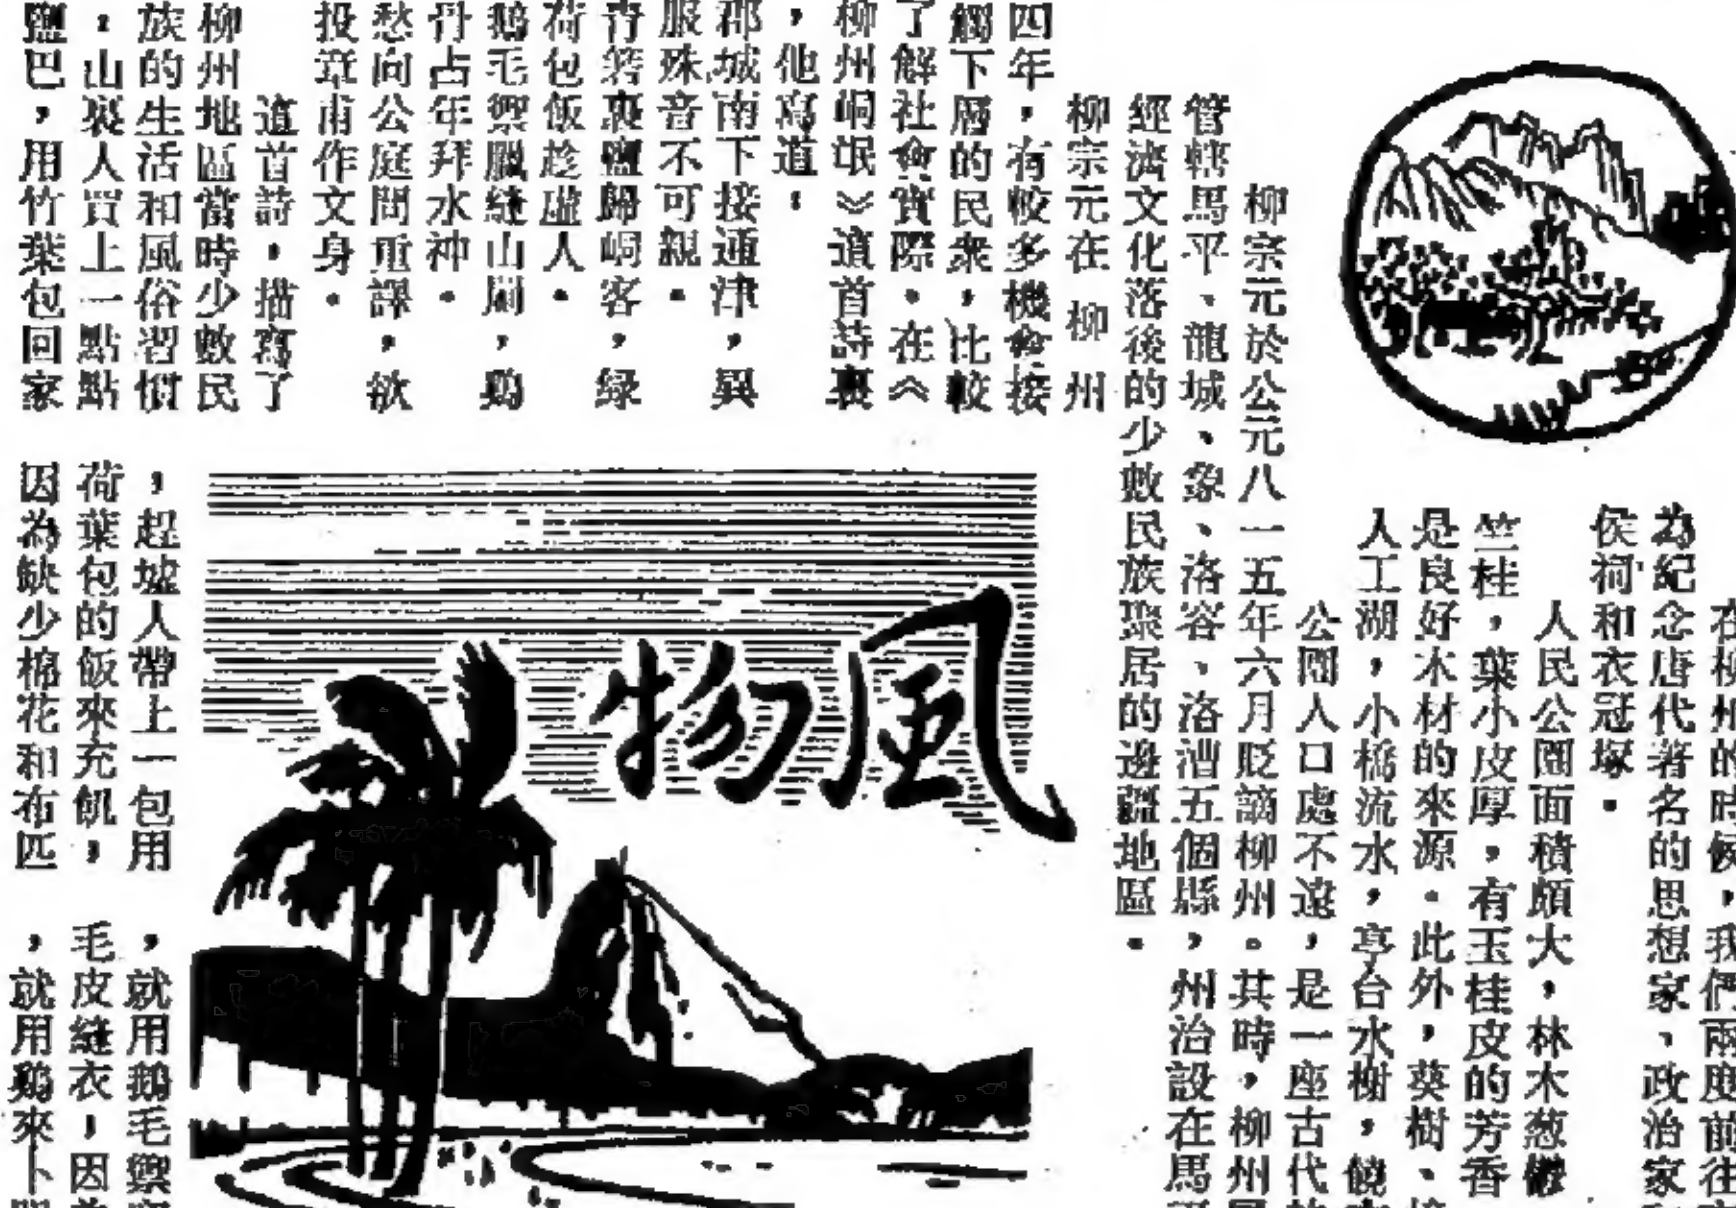 在柳州的時候，我們兩度前往
為紀念唐代著名的思想家、政治家
侯祠和衣冠塚。
人民公園面積頗大，林木葱鬱
竺桂，葉小皮厚，有玉桂皮的芳香
是良好木材的來源。此外，葵樹、
人工湖，小橋流水，亭台水榭，饒
公園人口處不遠，是一座古代
柳宗元於公元八一五年六月貶謫柳州。其時，柳州
管轄馬平、龍城、象、洛容、洛漕五個縣，州治設在馬
經濟文化落後的少數民族聚居的邊疆地區。
柳宗元在柳州
四年，有較多機會接
觸下層的民衆，比較
了解社會實際。在《
柳州峒氓》這首詩裏
，他寫道：
郡城南下接通津，異
服殊音不可親。
青箬裹鹽歸峒客，绿
荷包飯趁虛人。
鵝毛禦臘縫山罽，鷄
骨占年拜水神。
愁向公庭問重譯，欲
投章甫作文身。
這首詩，描寫了
柳州地區當時少數民
族的生活和風俗習慣
：山裏人買上一點點
鹽巴，用竹葉包回家
風物
，趕墟人帶上一包用
荷葉包的飯來充飢，
因為缺少棉花和布匹
，就用鵝毛禦
毛皮縫衣，因
，就用鷄來卜